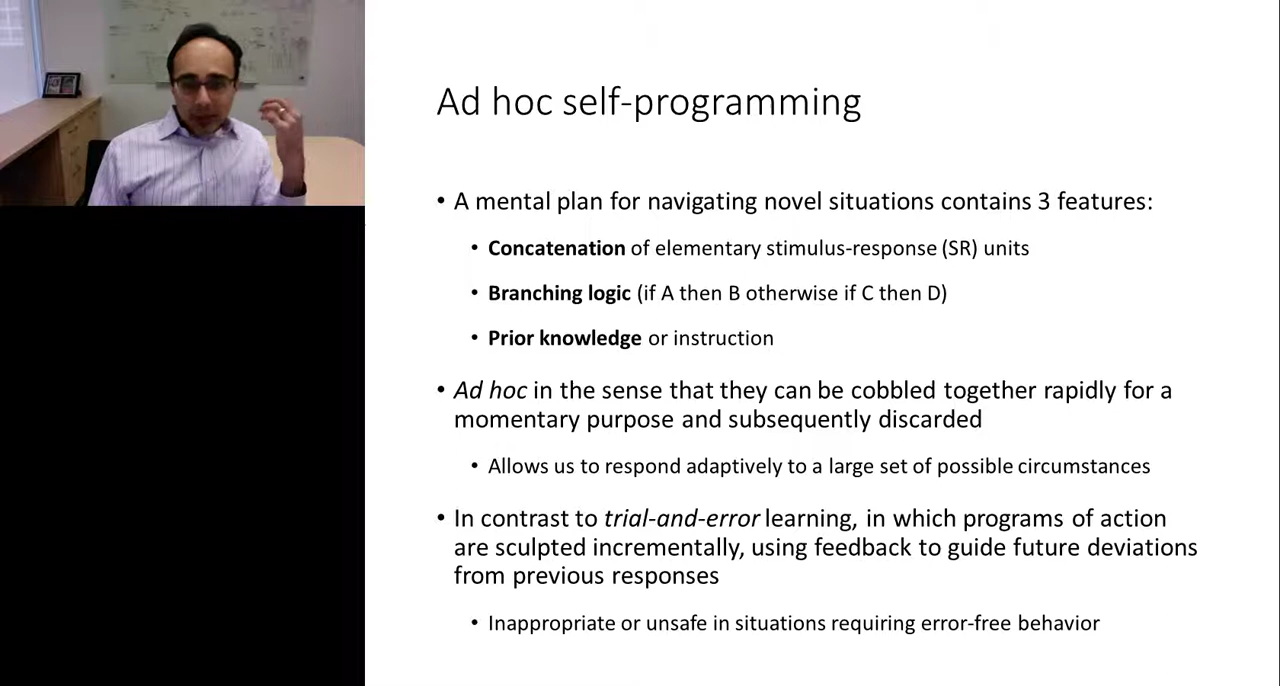 Ad hoc self-programming
• A mental plan for navigating novel situations contains 3 features:
• Concatenation of elementary stimulus-response (SR) units
• Branching logic (if A then B otherwise if C then D)
• Prior knowledge or instruction
• Ad hoc in the sense that they can be cobbled together rapidly for a
momentary purpose and subsequently discarded
• Allows us to respond adaptively to a large set of possible circumstances
• In contrast to trial-and-error learning, in which programs of action
are sculpted incrementally, using feedback to guide future deviations
from previous responses
• Inappropriate or unsafe in situations requiring error-free behavior